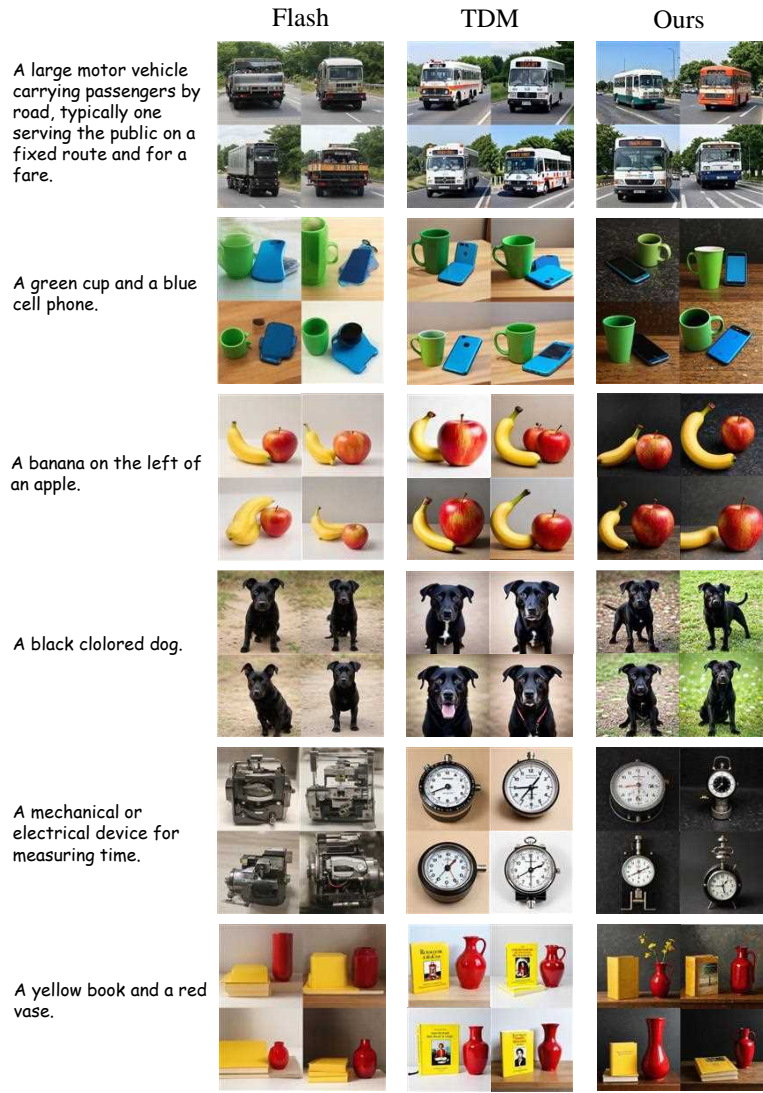 Flash TDM Ours
A large motor vehicle
carrying passengers by
road, typically one
serving the public on a
fixed route and for a
fare.
A green cup and a blue
cell phone.
A banana on the left of
an apple.
A black clolored dog.
A mechanical or
electrical device for
measuring time.
A yellow book and a red
vase.